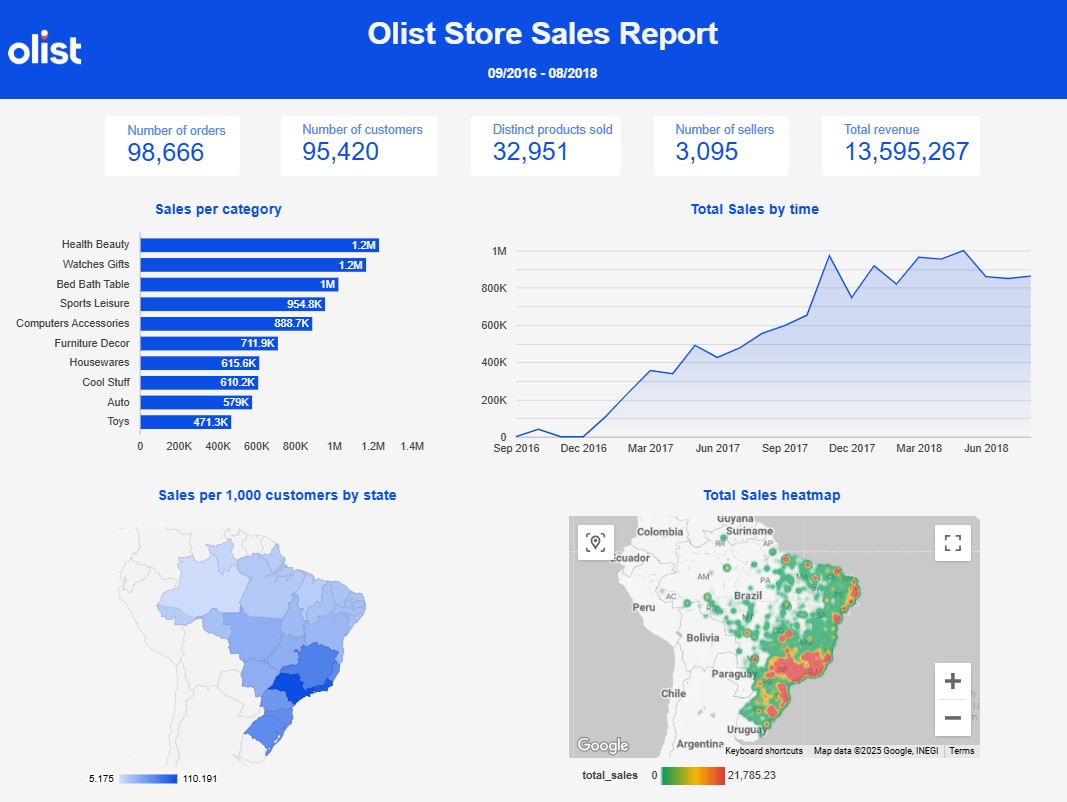 olist
Olist Store Sales Report
09/2016 - 08/2018
Number of orders
98,666
Number of customers
95,420
Distinct products sold
32,951
Number of sellers
3,095
Total revenue
13,595,267
Sales per category
Health Beauty
1.2M
Watches Gifts
1.2M
Bed Bath Table
1M
Sports Leisure
954.8K
Computers Accessories
888.7K
Furniture Decor
711.9K
Housewares
615.6K
Cool Stuff
610.2K
Auto
579K
Toys
471.3K
0 200K 400K 600K 800K 1M 1.2M 1.4M
Total Sales by time
1M
800K
600K
400K
200K
0
Sep 2016 Dec 2016 Mar 2017 Jun 2017 Sep 2017 Dec 2017 Mar 2018 Jun 2018
Sales per 1,000 customers by state
5.175 110.191
Total Sales heatmap
Guyana
Colombia
Suriname
RR
AP
Ecuador
AM
PA
AC
Brazil
Peru
RO
MT
Bolivia
Paraguay
Chile
Uruguay
Argentina
Google
Keyboard shortcuts
Map data ©2025 Google, INEGI
Terms
total_sales 0 21,785.23